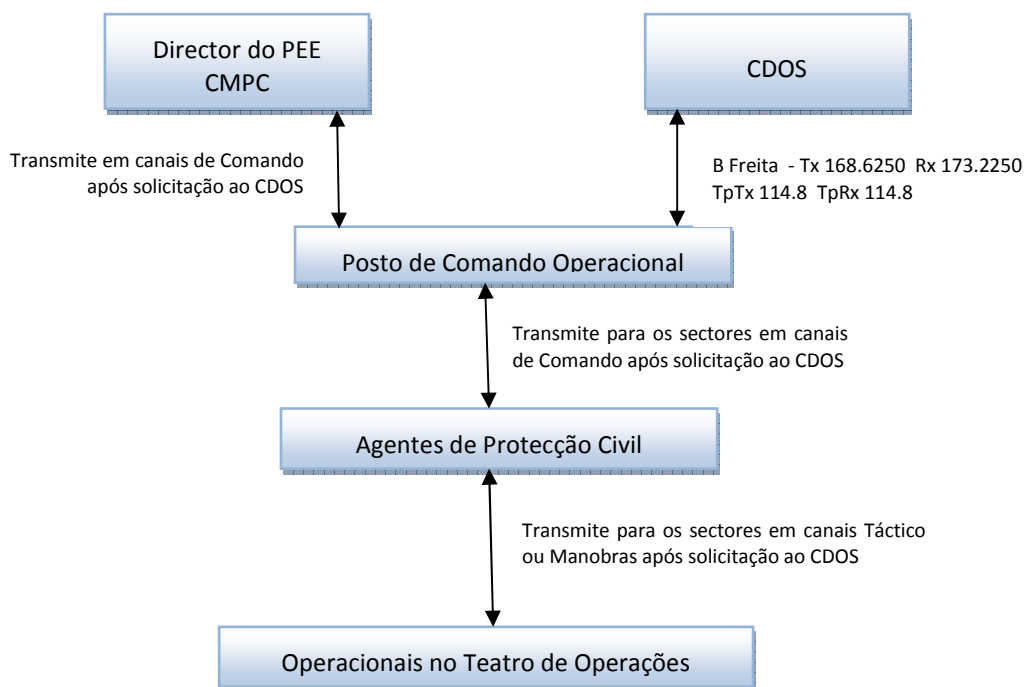 Director do PEE
CMPC
CDOS
Transmite em canais de Comando
após solicitação ao CDOS
B Freita - Tx 168.6250 Rx 173.2250
TpTx 114.8 TpRx 114.8
Posto de Comando Operacional
Transmite para os sectores em canais
de Comando após solicitação ao CDOS
Agentes de Protecção Civil
Transmite para os sectores em canais Táctico
ou Manobras após solicitação ao CDOS
Operacionais no Teatro de Operações